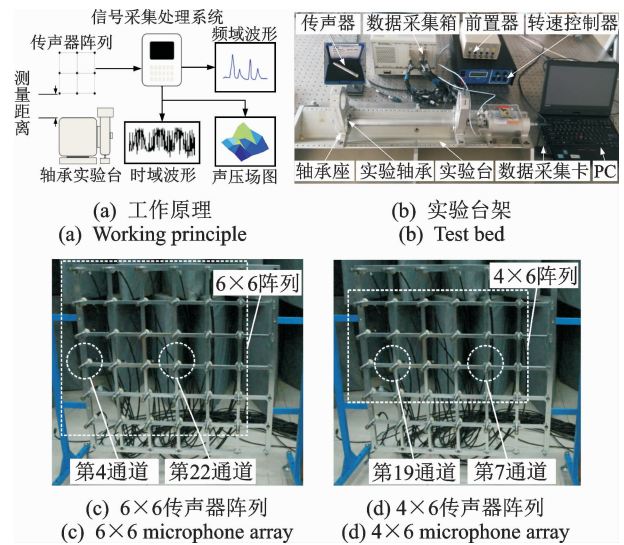 信号采集处理系统
传声器阵列
频域波形
测量距离
轴承实验台
时域波形
声压场图
(a) 工作原理
(a) Working principle
传声器 数据采集箱 前置器 转速控制器
轴承座 实验轴承 实验台 数据采集卡 PC
(b) 实验台架
(b) Test bed
6×6阵列
第4通道 第22通道
(c) 6×6传声器阵列
(c) 6×6 microphone array
4×6阵列
第19通道 第7通道
(d) 4×6传声器阵列
(d) 4×6 microphone array